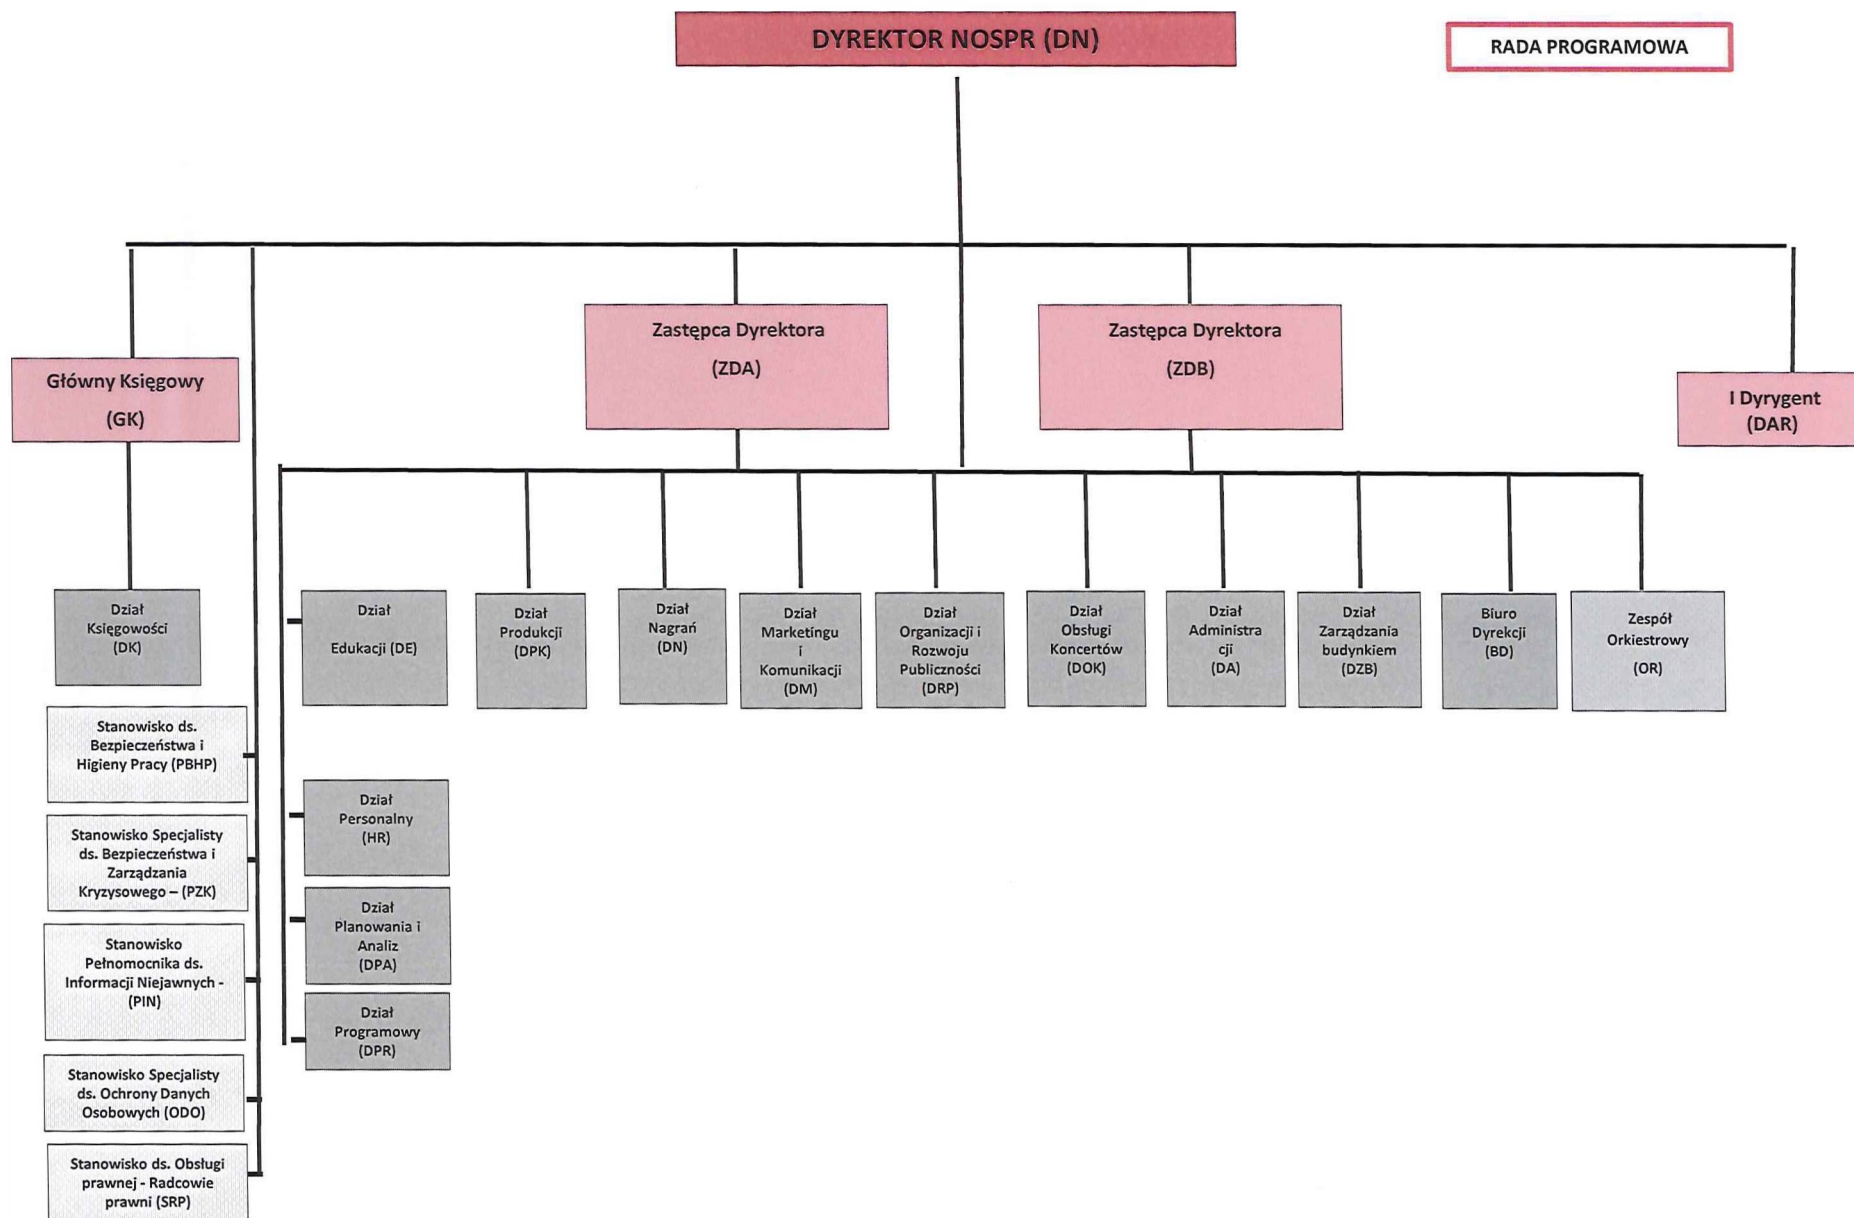 DYREKTOR NOSPR (DN)
RADA PROGRAMOWA
Zastępca Dyrektora
(ZDA)
Zastępca Dyrektora
(ZDB)
Główny Księgowy
(GK)
I Dyrygent
(DAR)
Dział
Księgowości
(DK)
Dział
Edukacji (DE)
Dział
Produkcji
(DPK)
Dział
Nagrań
(DN)
Dział
Marketingu
i
Komunikacji
(DM)
Dział
Organizacji i
Rozwoju
Publiczności
(DRP)
Dział
Obsługi
Koncertów
(DOK)
Dział
Administra
cji
(DA)
Dział
Zarządzania
budynkiem
(DZB)
Biuro
Dyrekcji
(BD)
Zespół
Orkiestrowy
(OR)
Stanowisko ds.
Bezpieczeństwa i
Higieny Pracy (PBHP)
Stanowisko Specjalisty
ds. Bezpieczeństwa i
Zarządzania
Kryzysowego – (PZK)
Stanowisko
Pełnomocnika ds.
Informacji Niejawnych -
(PIN)
Stanowisko Specjalisty
ds. Ochrony Danych
Osobowych (ODO)
Stanowisko ds. Obsługi
prawnej - Radcowie
prawni (SRP)
Dział
Personalny
(HR)
Dział
Planowania i
Analiz
(DPA)
Dział
Programowy
(DPR)